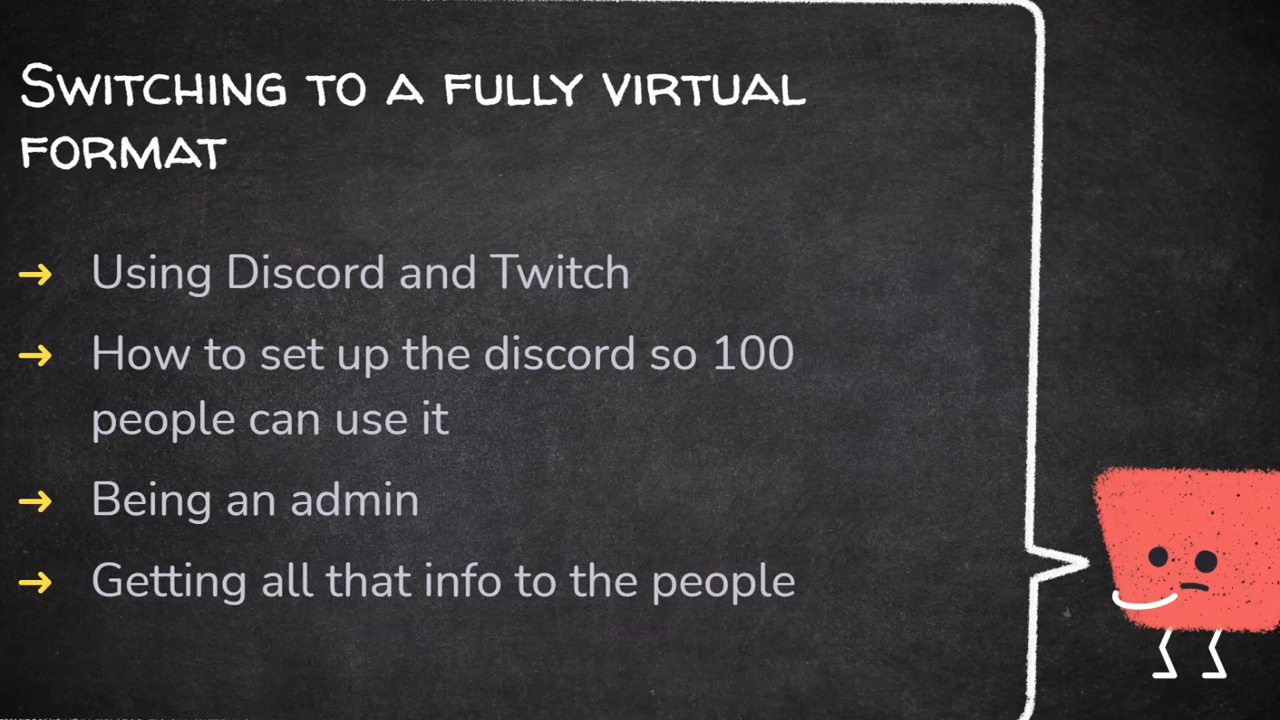 Switching to a fully virtual
format
→ Using Discord and Twitch
→ How to set up the discord so 100
people can use it
→ Being an admin
→ Getting all that info to the people